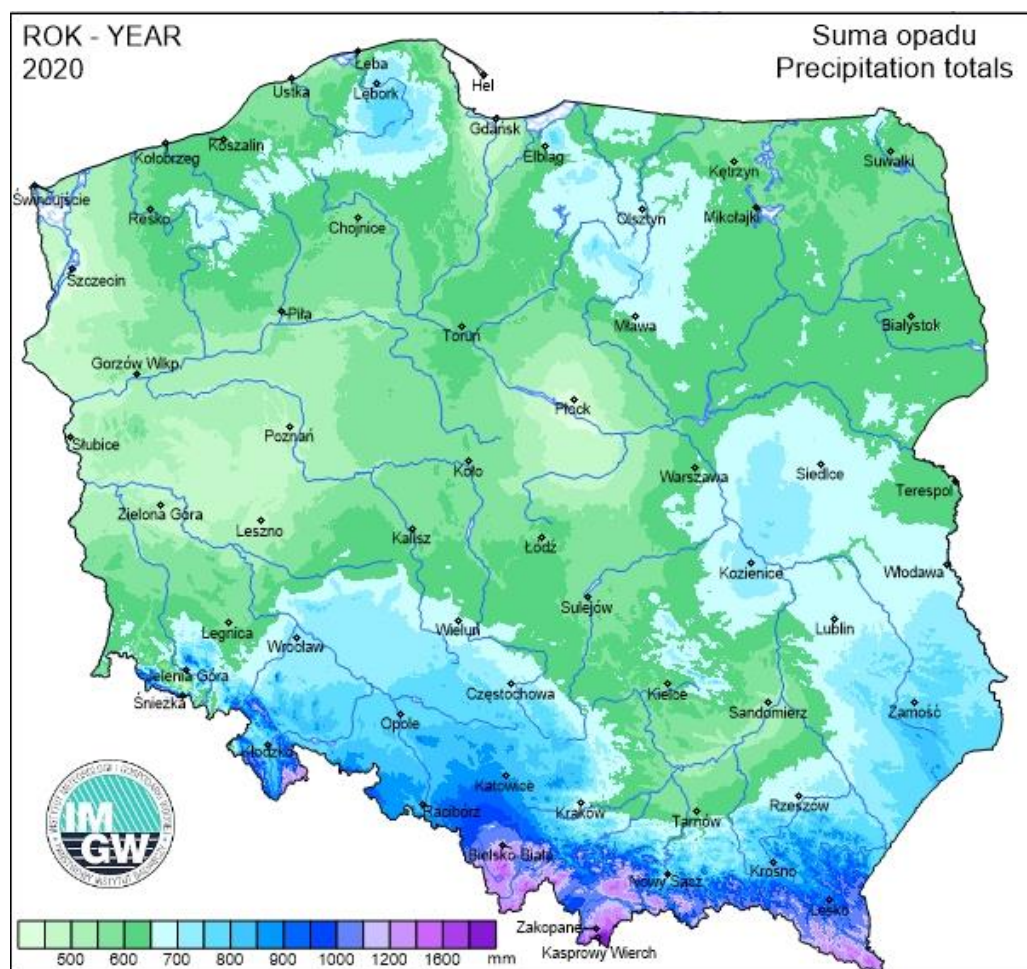 ROK - YEAR
2020
Suma opadu
Precipitation totals
Łeba
Hel
Ustka
Lębork
Gdańsk
Koszalin
Kołobrzeg
Elbląg
Suwałki
Kętrzyn
Świnoujście
Resko
Chojnice
Olsztyn
Mikołajki
Szczecin
Piła
Toruń
Mława
Białystok
Gorzów Wlkp.
Płock
Słubice
Poznań
Koło
Warszawa
Siedlce
Terespol
Zielona Góra
Leszno
Kalisz
Łódź
Kozienice
Włodawa
Sulejów
Legnica
Wrocław
Wieluń
Lublin
Jelenia Góra
Śnieżka
Częstochowa
Kielce
Sandomierz
Zamość
Opole
Kłodzko
Katowice
Racibórz
Kraków
Tarnów
Rzeszów
Bielsko-Biała
Nowy Sącz
Krosno
Lesko
Zakopane
Kasprowy Wierch
IM
GW
500 600 700 800 900 1000 1200 1600 mm